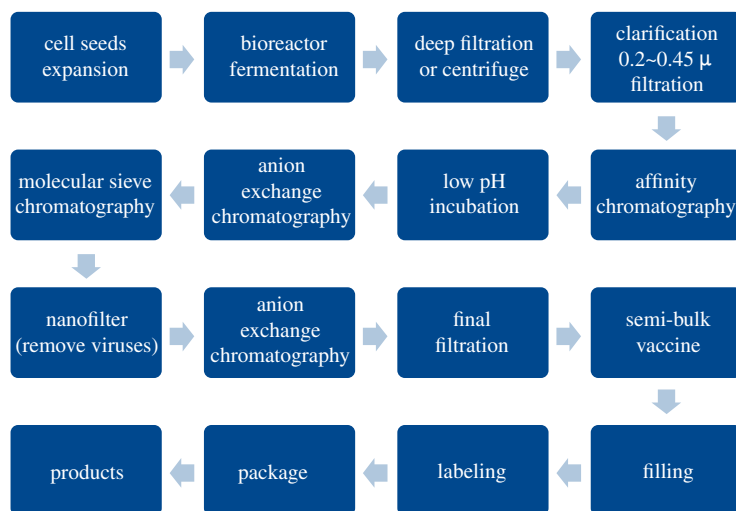 cell seeds
expansion
bioreactor
fermentation
deep filtration
or centrifuge
clarification
0.2~0.45 μ
filtration
affinity
chromatography
low pH
incubation
anion
exchange
chromatography
molecular sieve
chromatography
nanofilter
(remove viruses)
anion
exchange
chromatography
final
filtration
semi-bulk
vaccine
filling
labeling
package
products